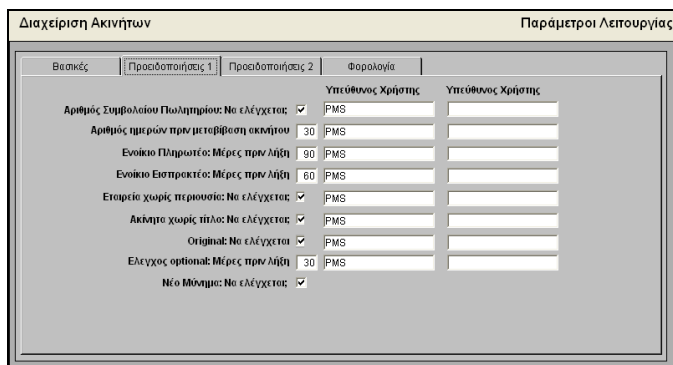 Διαχείριση Ακινήτων Παράμετροι Λειτουργίας
Βασικές Προειδοποιήσεις 1 Προειδοποιήσεις 2 Φορολογία
Υπεύθυνος Χρήστης Υπεύθυνος Χρήστης
Αριθμός Συμβολαίου Πωλητηρίου: Να ελέγχεται; PMS
Αριθμός ημερών πριν μεταβίβαση ακινήτου 30 PMS
Ενοίκιο Πληρωτέο: Μέρες πριν λήξη 90 PMS
Ενοίκιο Εισπρακτέο: Μέρες πριν λήξη 60 PMS
Εταιρεία χωρίς περιουσία: Να ελέγχεται; PMS
Ακίνητα χωρίς τίτλο: Να ελέγχεται; PMS
Original: Να ελέγχεται PMS
Ελεγχος optional: Μέρες πριν λήξη 30 PMS
Νέο Μύνημα: Να ελέγχεται;